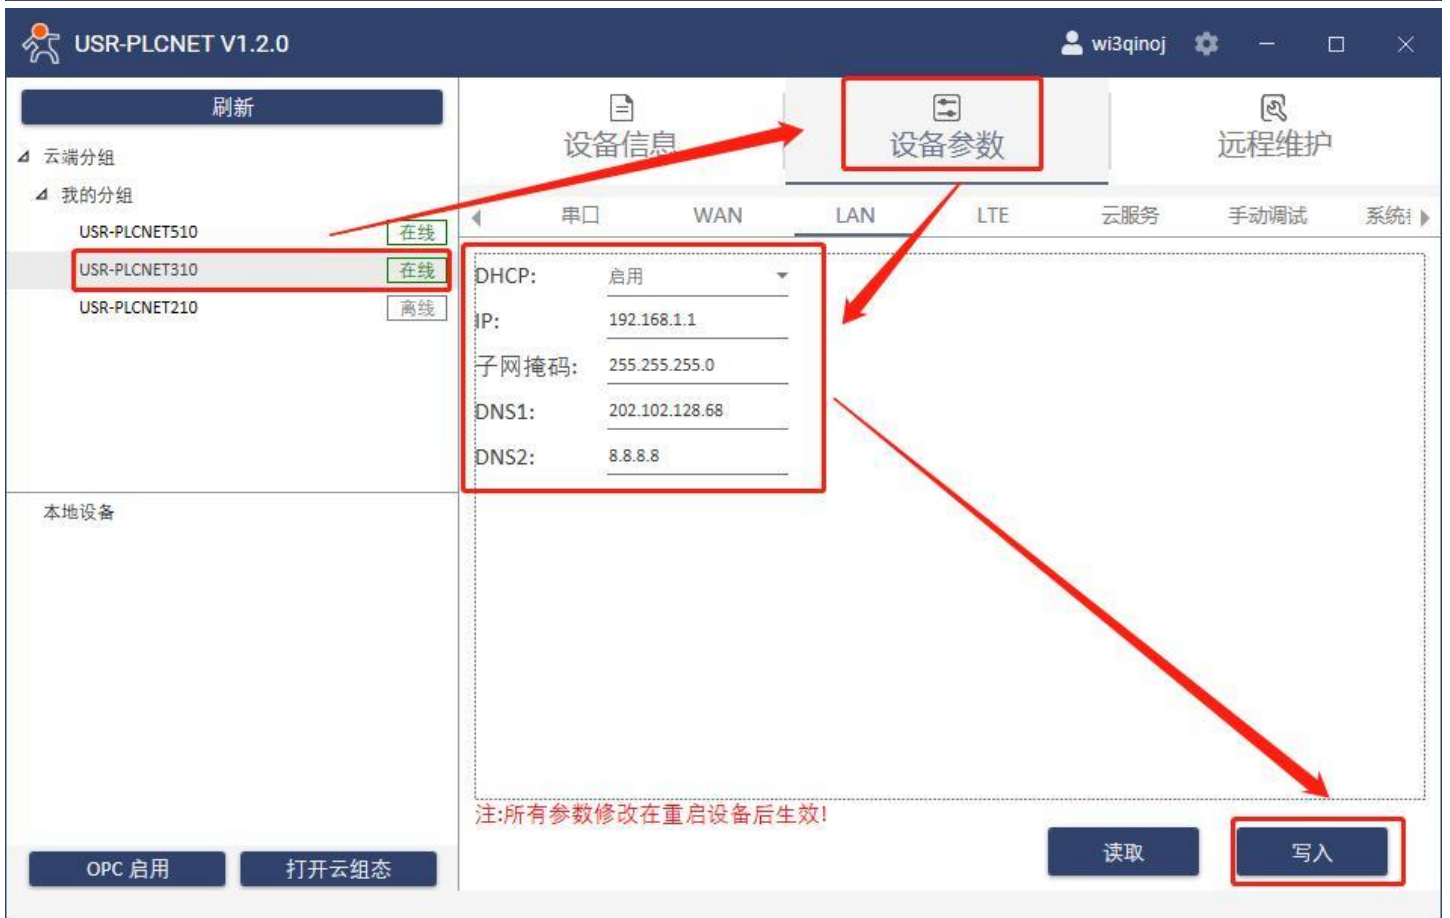 USR-PLCNET V1.2.0
wi3qinoj
刷新
云端分组
我的分组
USR-PLCNET510 在线
USR-PLCNET310 在线
USR-PLCNET210 离线
本地设备
OPC 启用
打开云组态
设备信息
设备参数
远程维护
串口 WAN LAN LTE 云服务 手动调试 系统
DHCP: 启用
IP: 192.168.1.1
子网掩码: 255.255.255.0
DNS1: 202.102.128.68
DNS2: 8.8.8.8
注:所有参数修改在重启设备后生效!
读取
写入